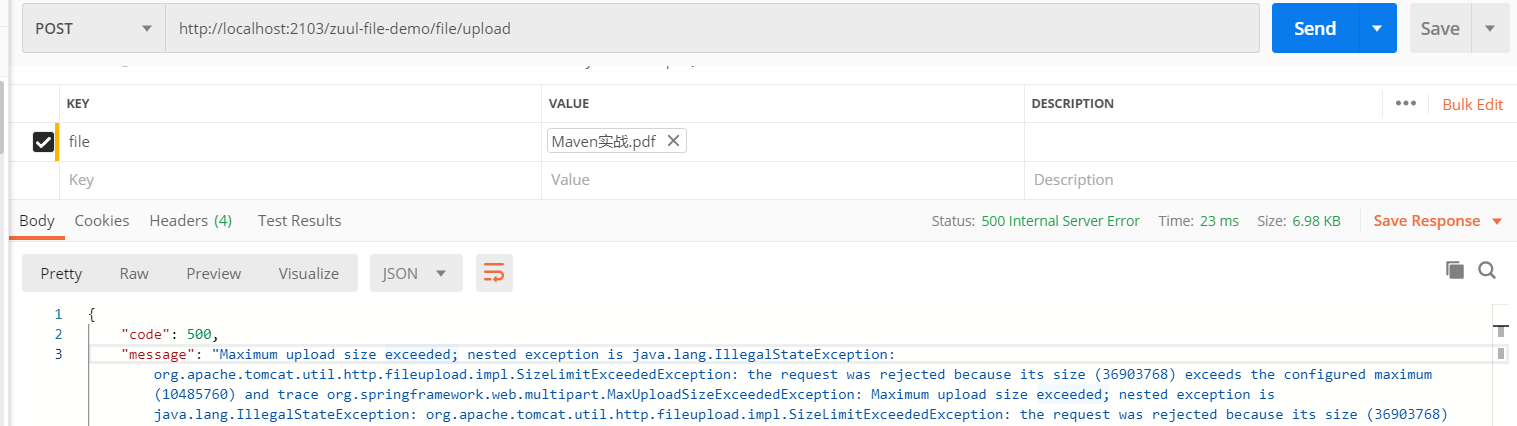 POST http://localhost:2103/zuul-file-demo/file/upload Send Save
KEY VALUE DESCRIPTION ••• Bulk Edit
file Maven实战.pdf
Key Value Description
Body Cookies Headers (4) Test Results Status: 500 Internal Server Error Time: 23 ms Size: 6.98 KB Save Response
Pretty Raw Preview Visualize JSON
1 {
2 "code": 500,
3 "message": "Maximum upload size exceeded; nested exception is java.lang.IllegalStateException:
org.apache.tomcat.util.http.fileupload.impl.SizeLimitExceededException: the request was rejected because its size (36903768) exceeds the configured maximum
(10485760) and trace org.springframework.web.multipart.MaxUploadSizeExceededException: Maximum upload size exceeded; nested exception is
java.lang.IllegalStateException: org.apache.tomcat.util.http.fileupload.impl.SizeLimitExceededException: the request was rejected because its size (36903768)